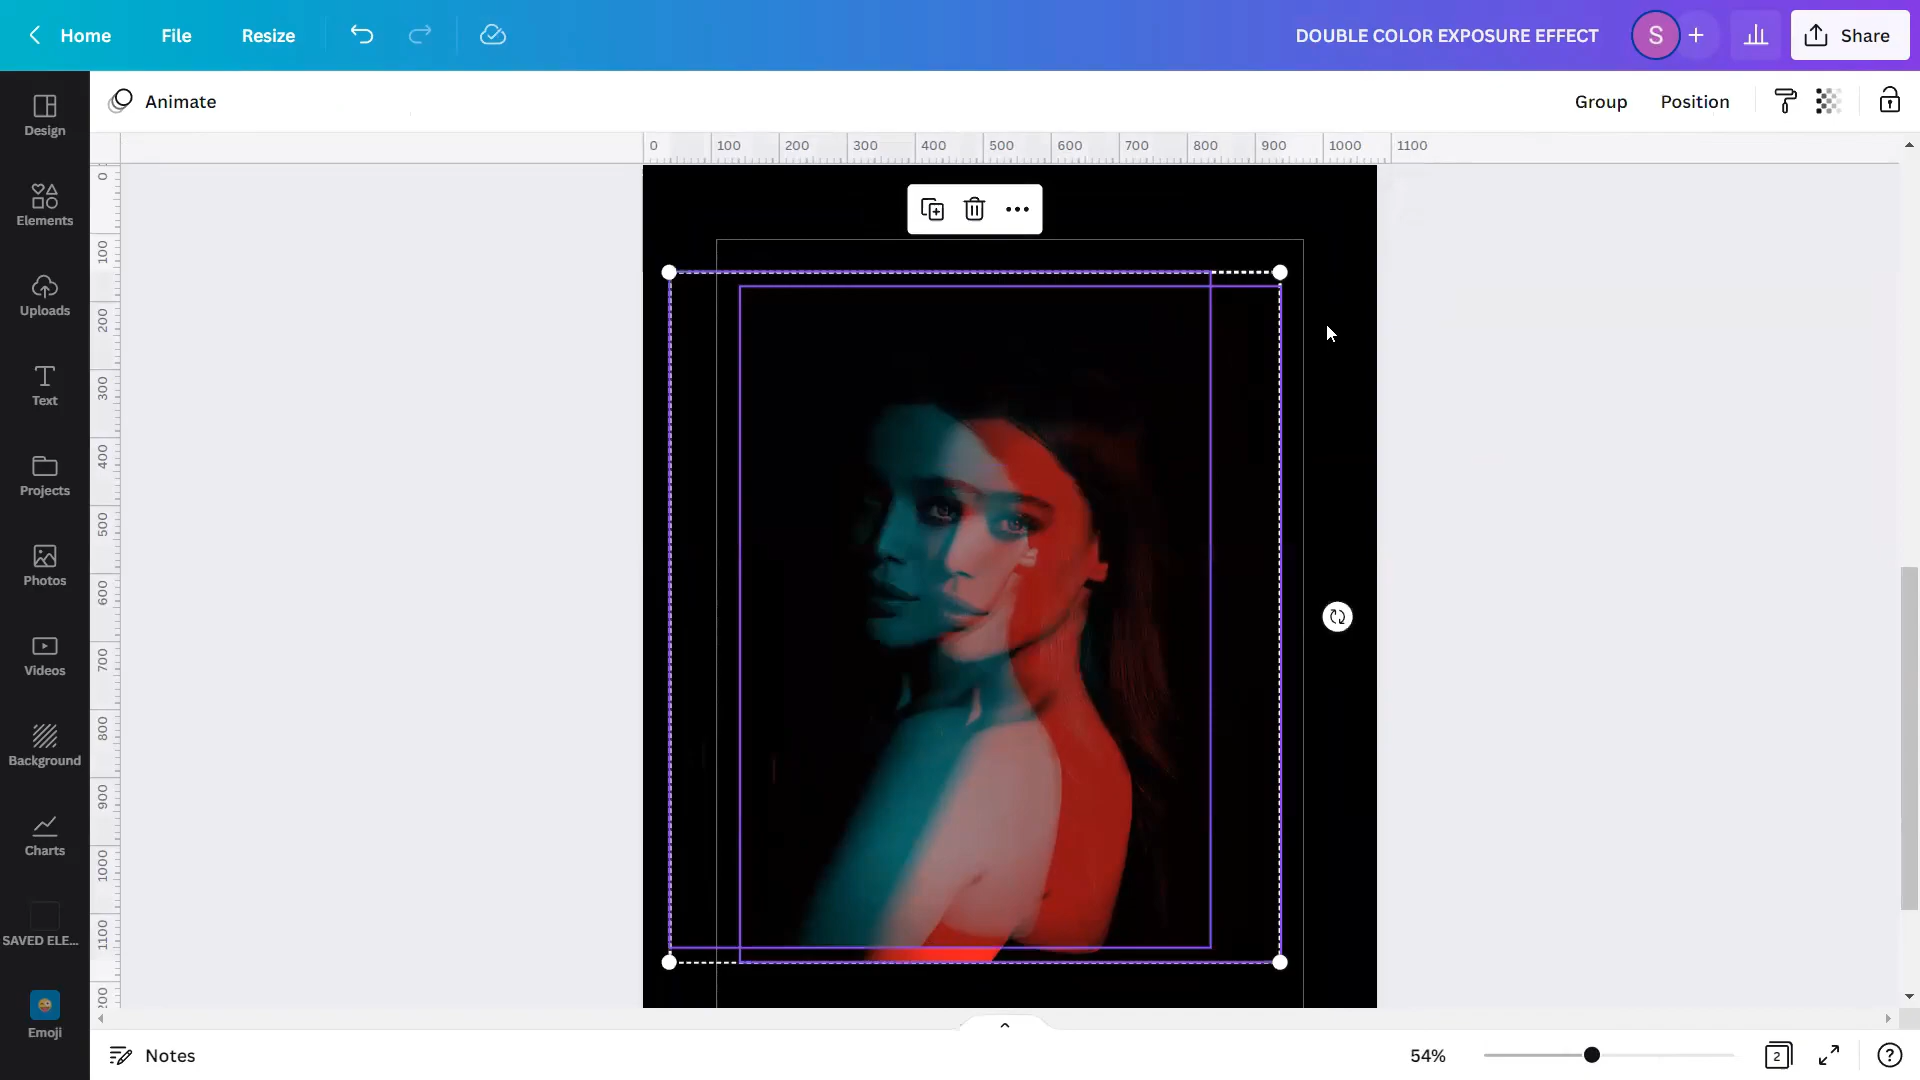 Home File Resize DOUBLE COLOR EXPOSURE EFFECT S + Share
Animate Group Position
0 100 200 300 400 500 600 700 800 900 1000 1100
0
100
200
300
400
500
600
700
800
900
1000
1100
Design
Elements
Uploads
Text
Projects
Photos
Videos
Background
Charts
SAVED ELE...
Emoji
Notes 54% 2 ?